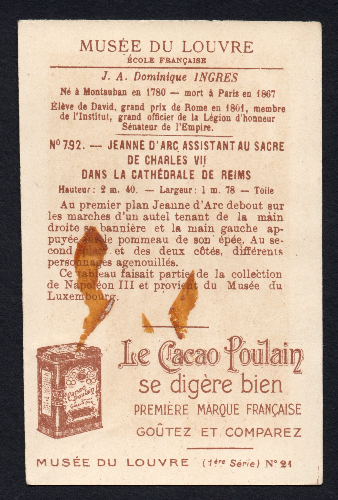 MUSÉE DU LOUVRE
ÉCOLE FRANÇAISE
J. A. Dominique INGRES
Né à Montauban en 1780 — mort à Paris en 1867
Élève de David, grand prix de Rome en 1801, membre
de l'Institut, grand officier de la Légion d'honneur
Sénateur de l'Empire.
No 792. — JEANNE D'ARC ASSISTANT AU SACRE
DE CHARLES VII
DANS LA CATHÉDRALE DE REIMS
Hauteur: 2 m. 40. — Largeur: 1 m. 78 — Toile
Au premier plan Jeanne d'Arc debout sur
les marches d'un autel tenant de la main
droite sa bannière et la main gauche ap-
puyée sur le pommeau de son épée. Au se-
cond plan et des deux côtés, différents
personnages agenouillés.
Ce tableau faisait partie de la collection
de Napoléon III et provient du Musée du
Luxembourg.
Le Cacao Poulain
se digère bien
PREMIÈRE MARQUE FRANÇAISE
GOÛTEZ ET COMPAREZ
MUSÉE DU LOUVRE (1ère Série) No 21